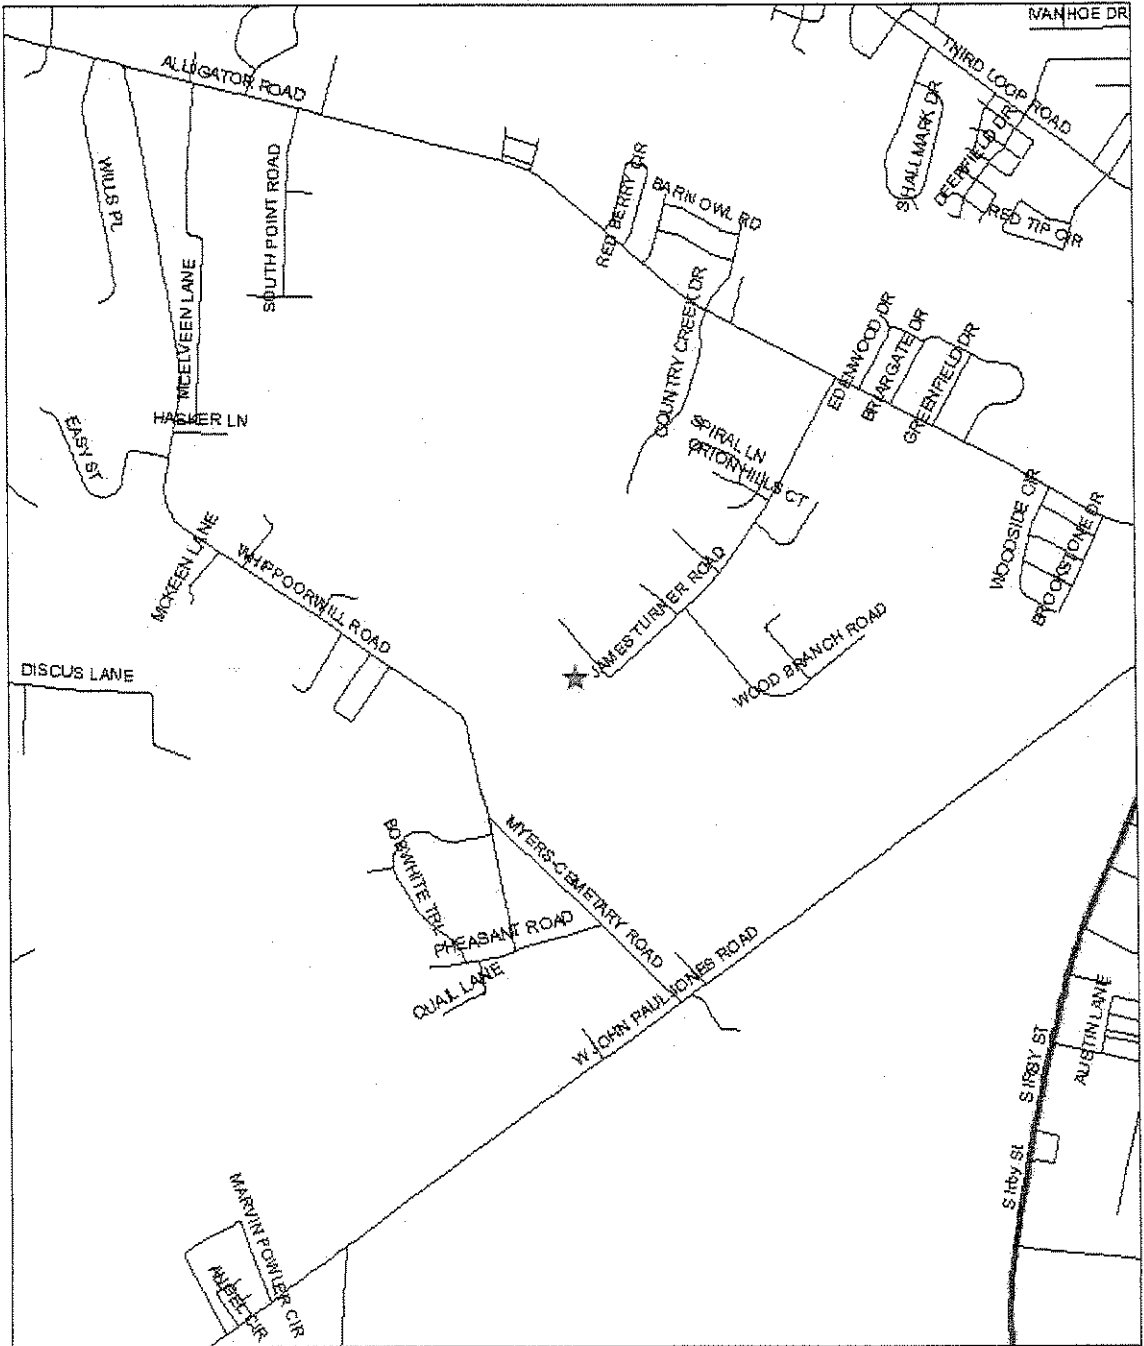 IVANHOE DR
THIRD LOOP ROAD
ALLIGATOR ROAD
SHALLMARK DR
DEERFIELD DR
RED TIP CIR
WILLS PL
SOUTH POINT ROAD
RED BERRY CIR
BARN OWL RD
MCELVEEN LANE
COUNTRY CREEK DR
EDENWOOD DR
BRIARGATE DR
GREENFIELD DR
HASKER LN
EASY ST
SPIRAL LN
ORTON HILLS CT
WOODSIDE CIR
BROOKSTONE DR
MCKEEN LANE
WHIPPOORWILL ROAD
JAMES TURNER ROAD
WOOD BRANCH ROAD
DISCUS LANE
BOBWHITE TRL
MYERS-CEMETARY ROAD
PHEASANT ROAD
QUAIL LANE
W JOHN PAUL JONES ROAD
AUSTIN LANE
S IRBY ST
S Irby St
MARVIN POWLER CIR